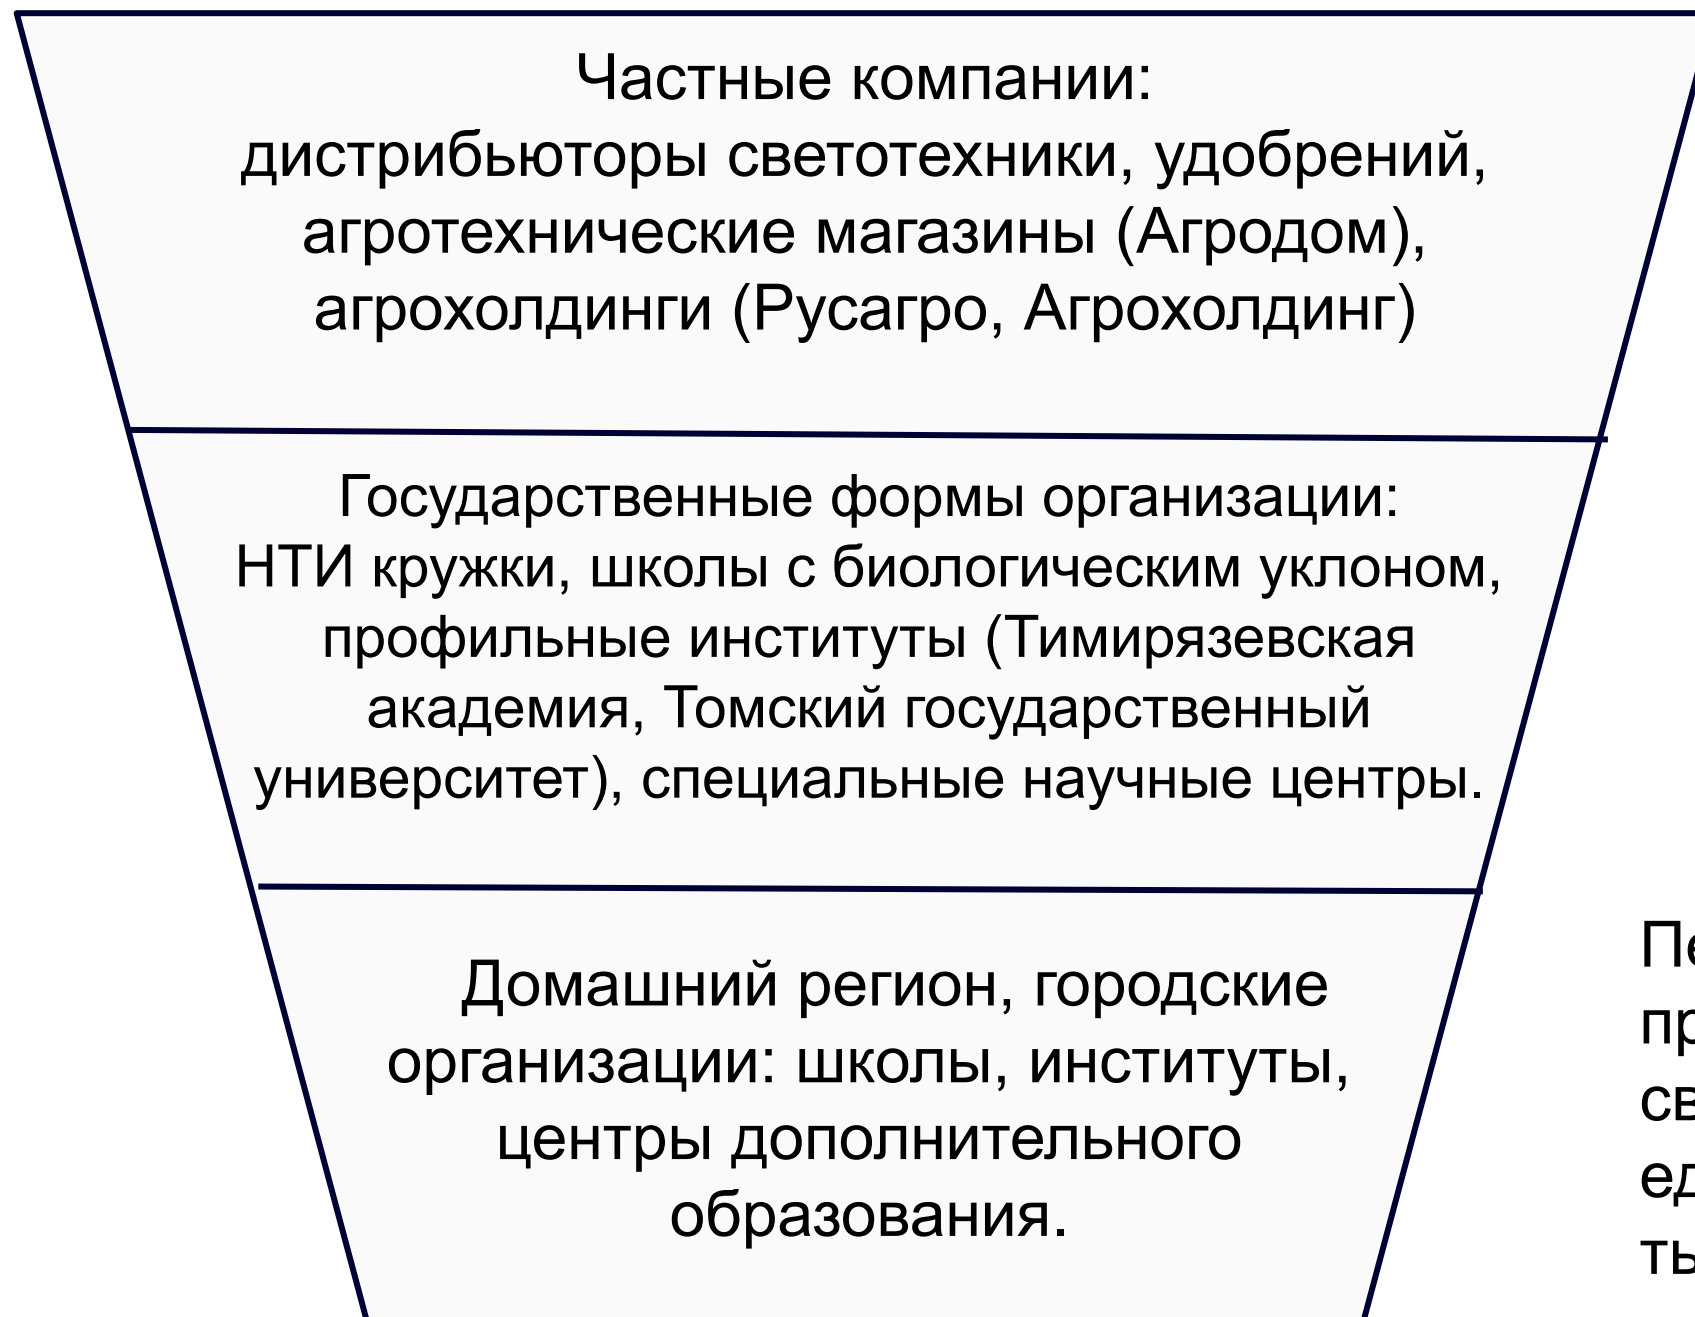 Частные компании:
дистрибьюторы светотехники, удобрений,
агротехнические магазины (Агродом),
агрохолдинги (Русагро, Агрохолдинг)
Государственные формы организации:
НТИ кружки, школы с биологическим уклоном,
профильные институты (Тимирязевская
академия, Томский государственный
университет), специальные научные центры.
Домашний регион, городские
организации: школы, институты,
центры дополнительного
образования.